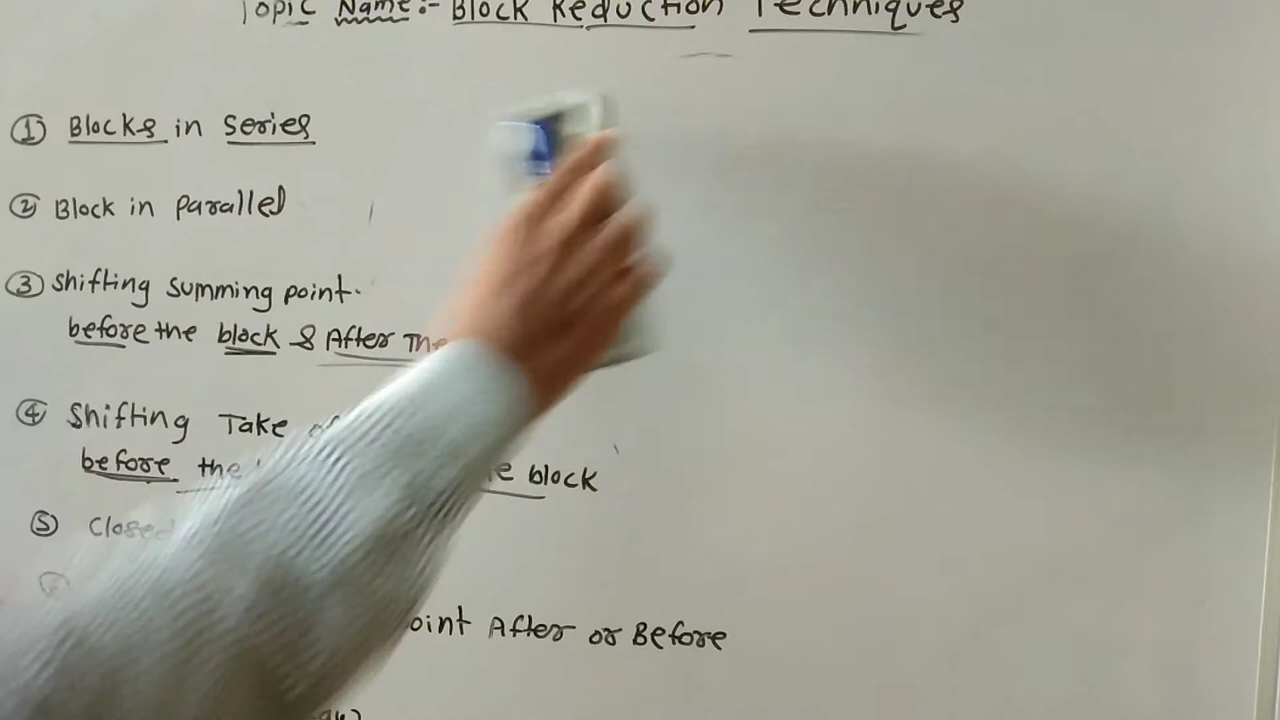 Topic Name:- Block Reduction Techniques
① Blocks in series
② Block in parallel
③ Shifting summing point.
before the block & After The
④ Shifting Take
before the block
⑤ Closed
oint After or Before